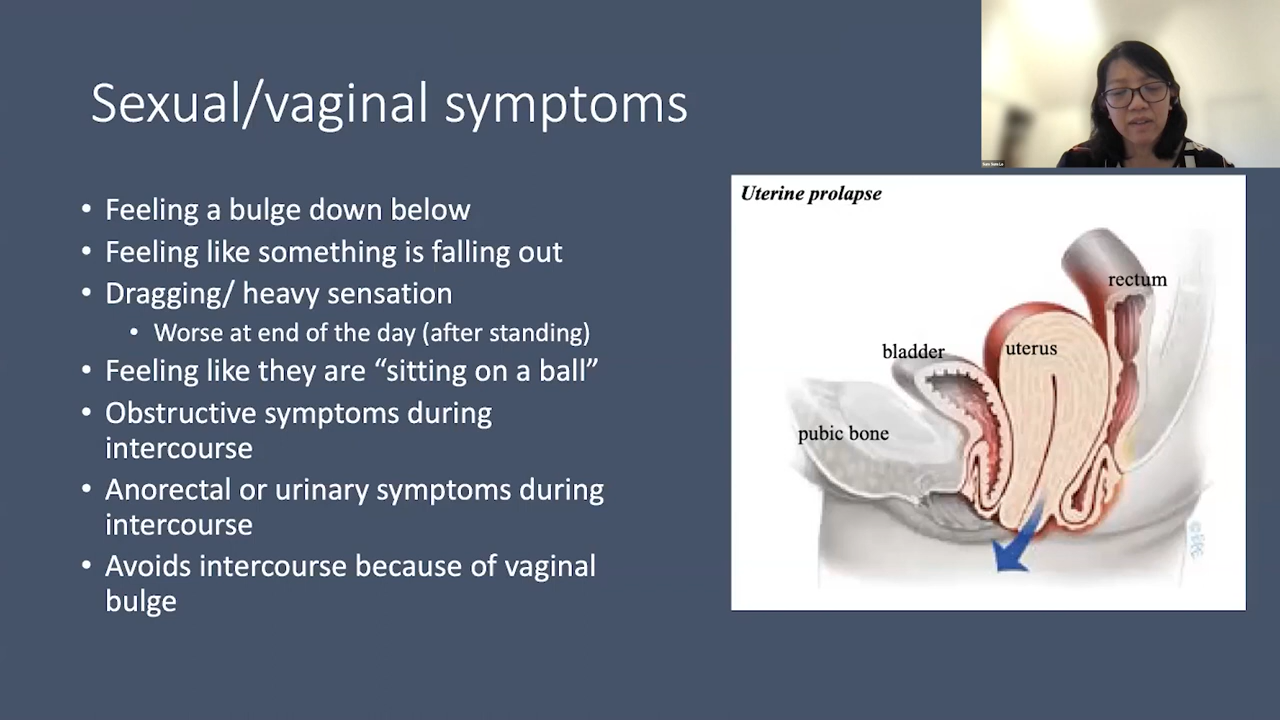 Sexual/vaginal symptoms
• Feeling a bulge down below
• Feeling like something is falling out
• Dragging/ heavy sensation
• Worse at end of the day (after standing)
• Feeling like they are “sitting on a ball”
• Obstructive symptoms during
intercourse
• Anorectal or urinary symptoms during
intercourse
• Avoids intercourse because of vaginal
bulge
Uterine prolapse
rectum
bladder
uterus
pubic bone